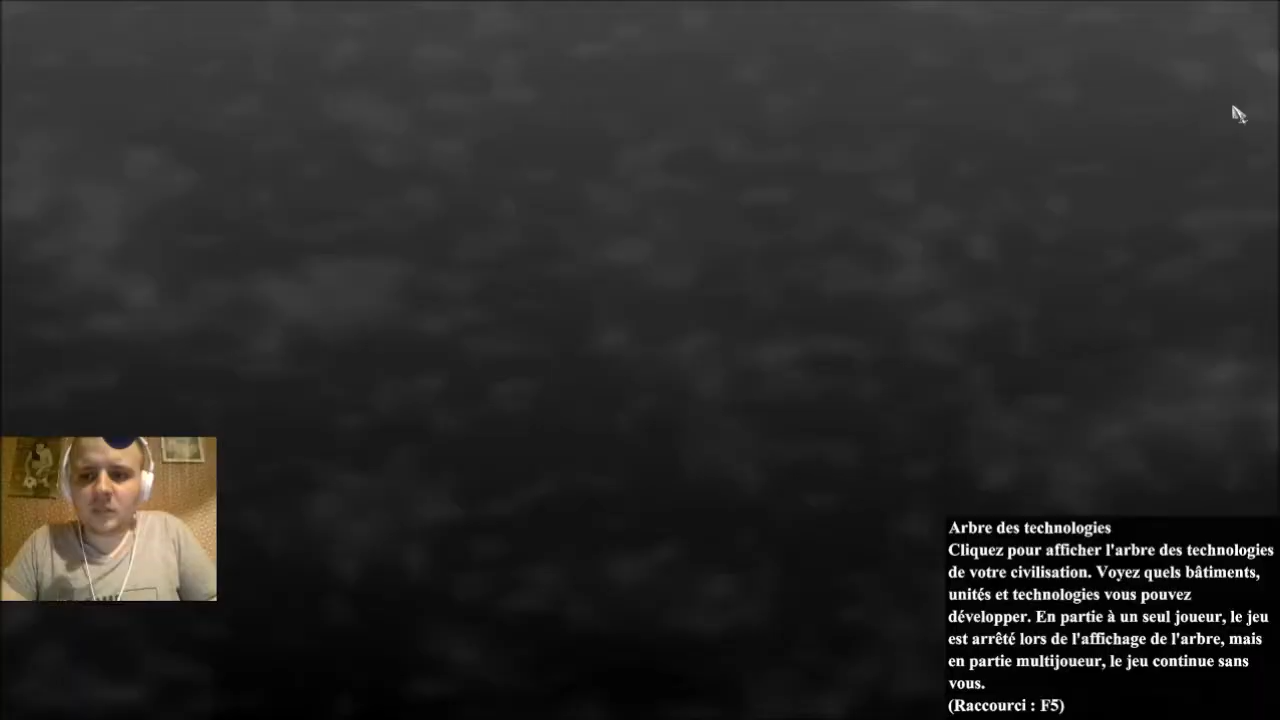 Arbre des technologies
Cliquez pour afficher l'arbre des technologies
de votre civilisation. Voyez quels bâtiments,
unités et technologies vous pouvez
développer. En partie à un seul joueur, le jeu
est arrêté lors de l'affichage de l'arbre, mais
en partie multijoueur, le jeu continue sans
vous.
(Raccourci : F5)